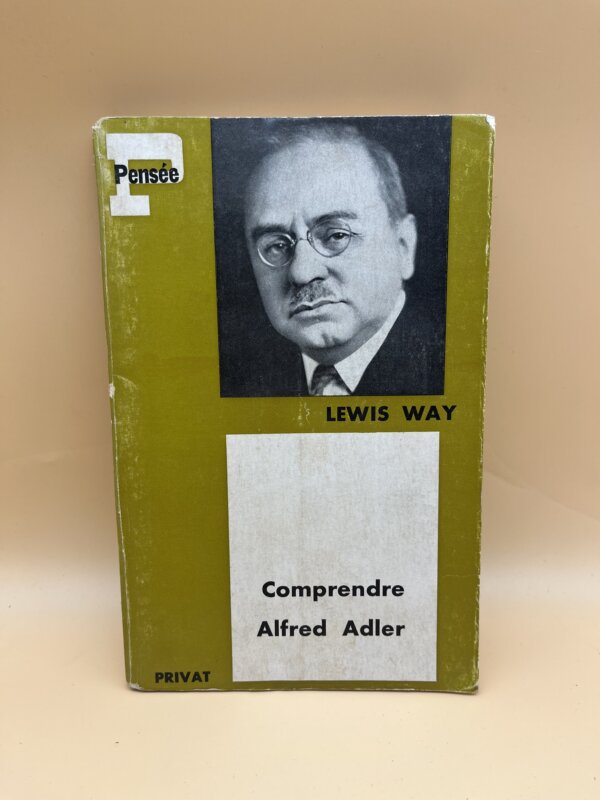 Pensée
LEWIS WAY
Comprendre
Alfred Adler
PRIVAT